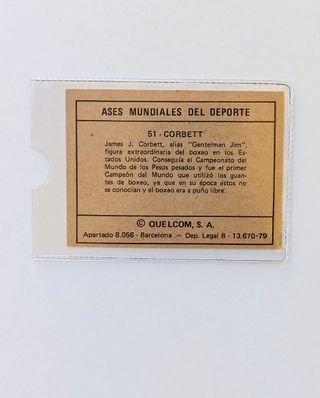 ASES MUNDIALES DEL DEPORTE
51 - CORBETT
James J. Corbett, alias "Gentelman Jim",
figura extraordinaria del boxeo en los Es-
tados Unidos. Conseguía el Campeonato del
Mundo de los Pesos pesados y fue el primer
Campeón del Mundo que utilizó los guan-
tes de boxeo, ya que en su época éstos no
se conocían y el boxeo era a puño libre.
© QUELCOM, S. A.
Apartado 8.056 - Barcelona — Dep. Legal B - 13.670-79